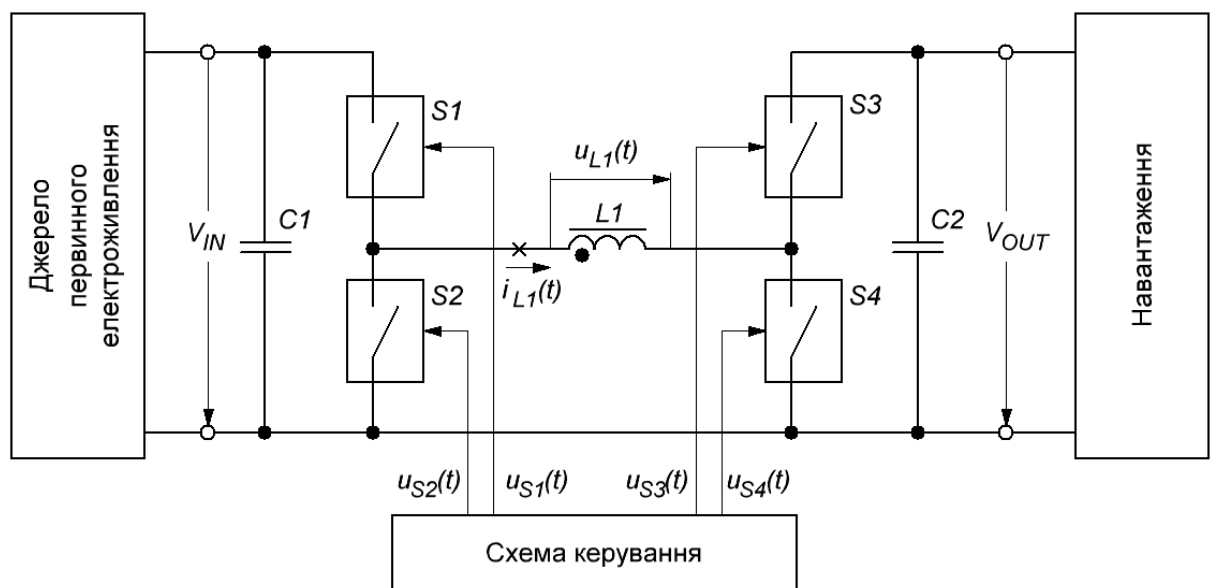 Джерело
первинного
електроживлення
V_IN
C1
S1
S2
u_L1(t)
L1
i_L1(t)
S3
S4
C2
V_OUT
Навантаження
u_S2(t)
u_S1(t)
u_S3(t)
u_S4(t)
Схема керування